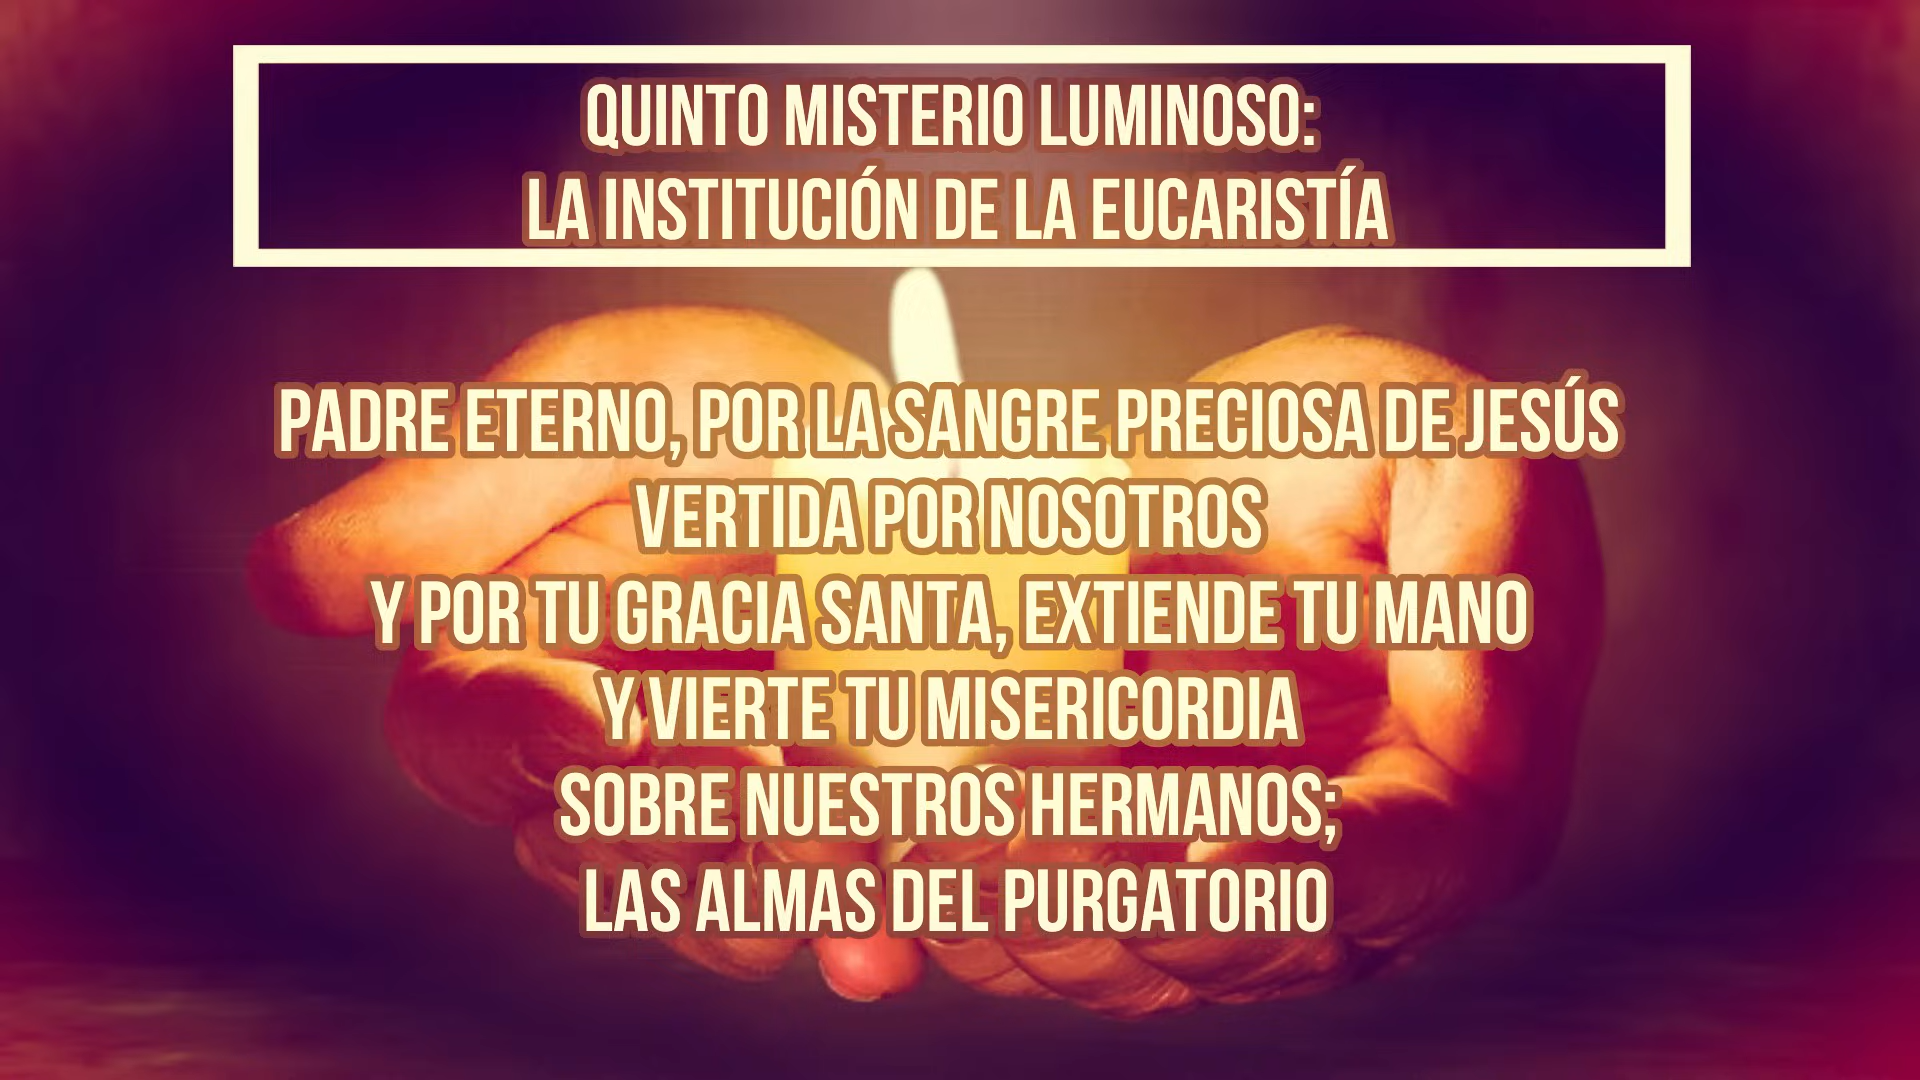 QUINTO MISTERIO LUMINOSO:
LA INSTITUCIÓN DE LA EUCARISTÍA
PADRE ETERNO, POR LA SANGRE PRECIOSA DE JESÚS
VERTIDA POR NOSOTROS
Y POR TU GRACIA SANTA, EXTIENDE TU MANO
Y VIERTE TU MISERICORDIA
SOBRE NUESTROS HERMANOS;
LAS ALMAS DEL PURGATORIO